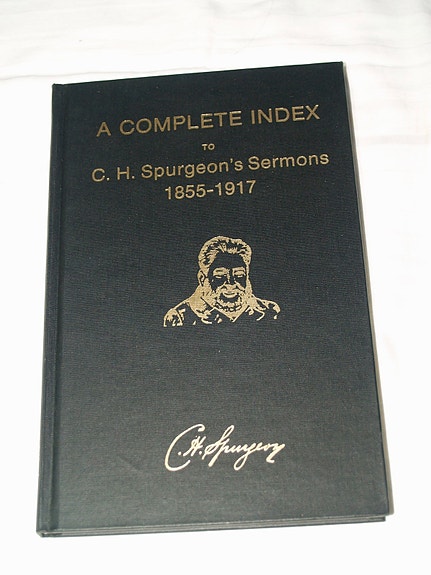 A COMPLETE INDEX
TO
C. H. Spurgeon's Sermons
1855-1917
C. H. Spurgeon